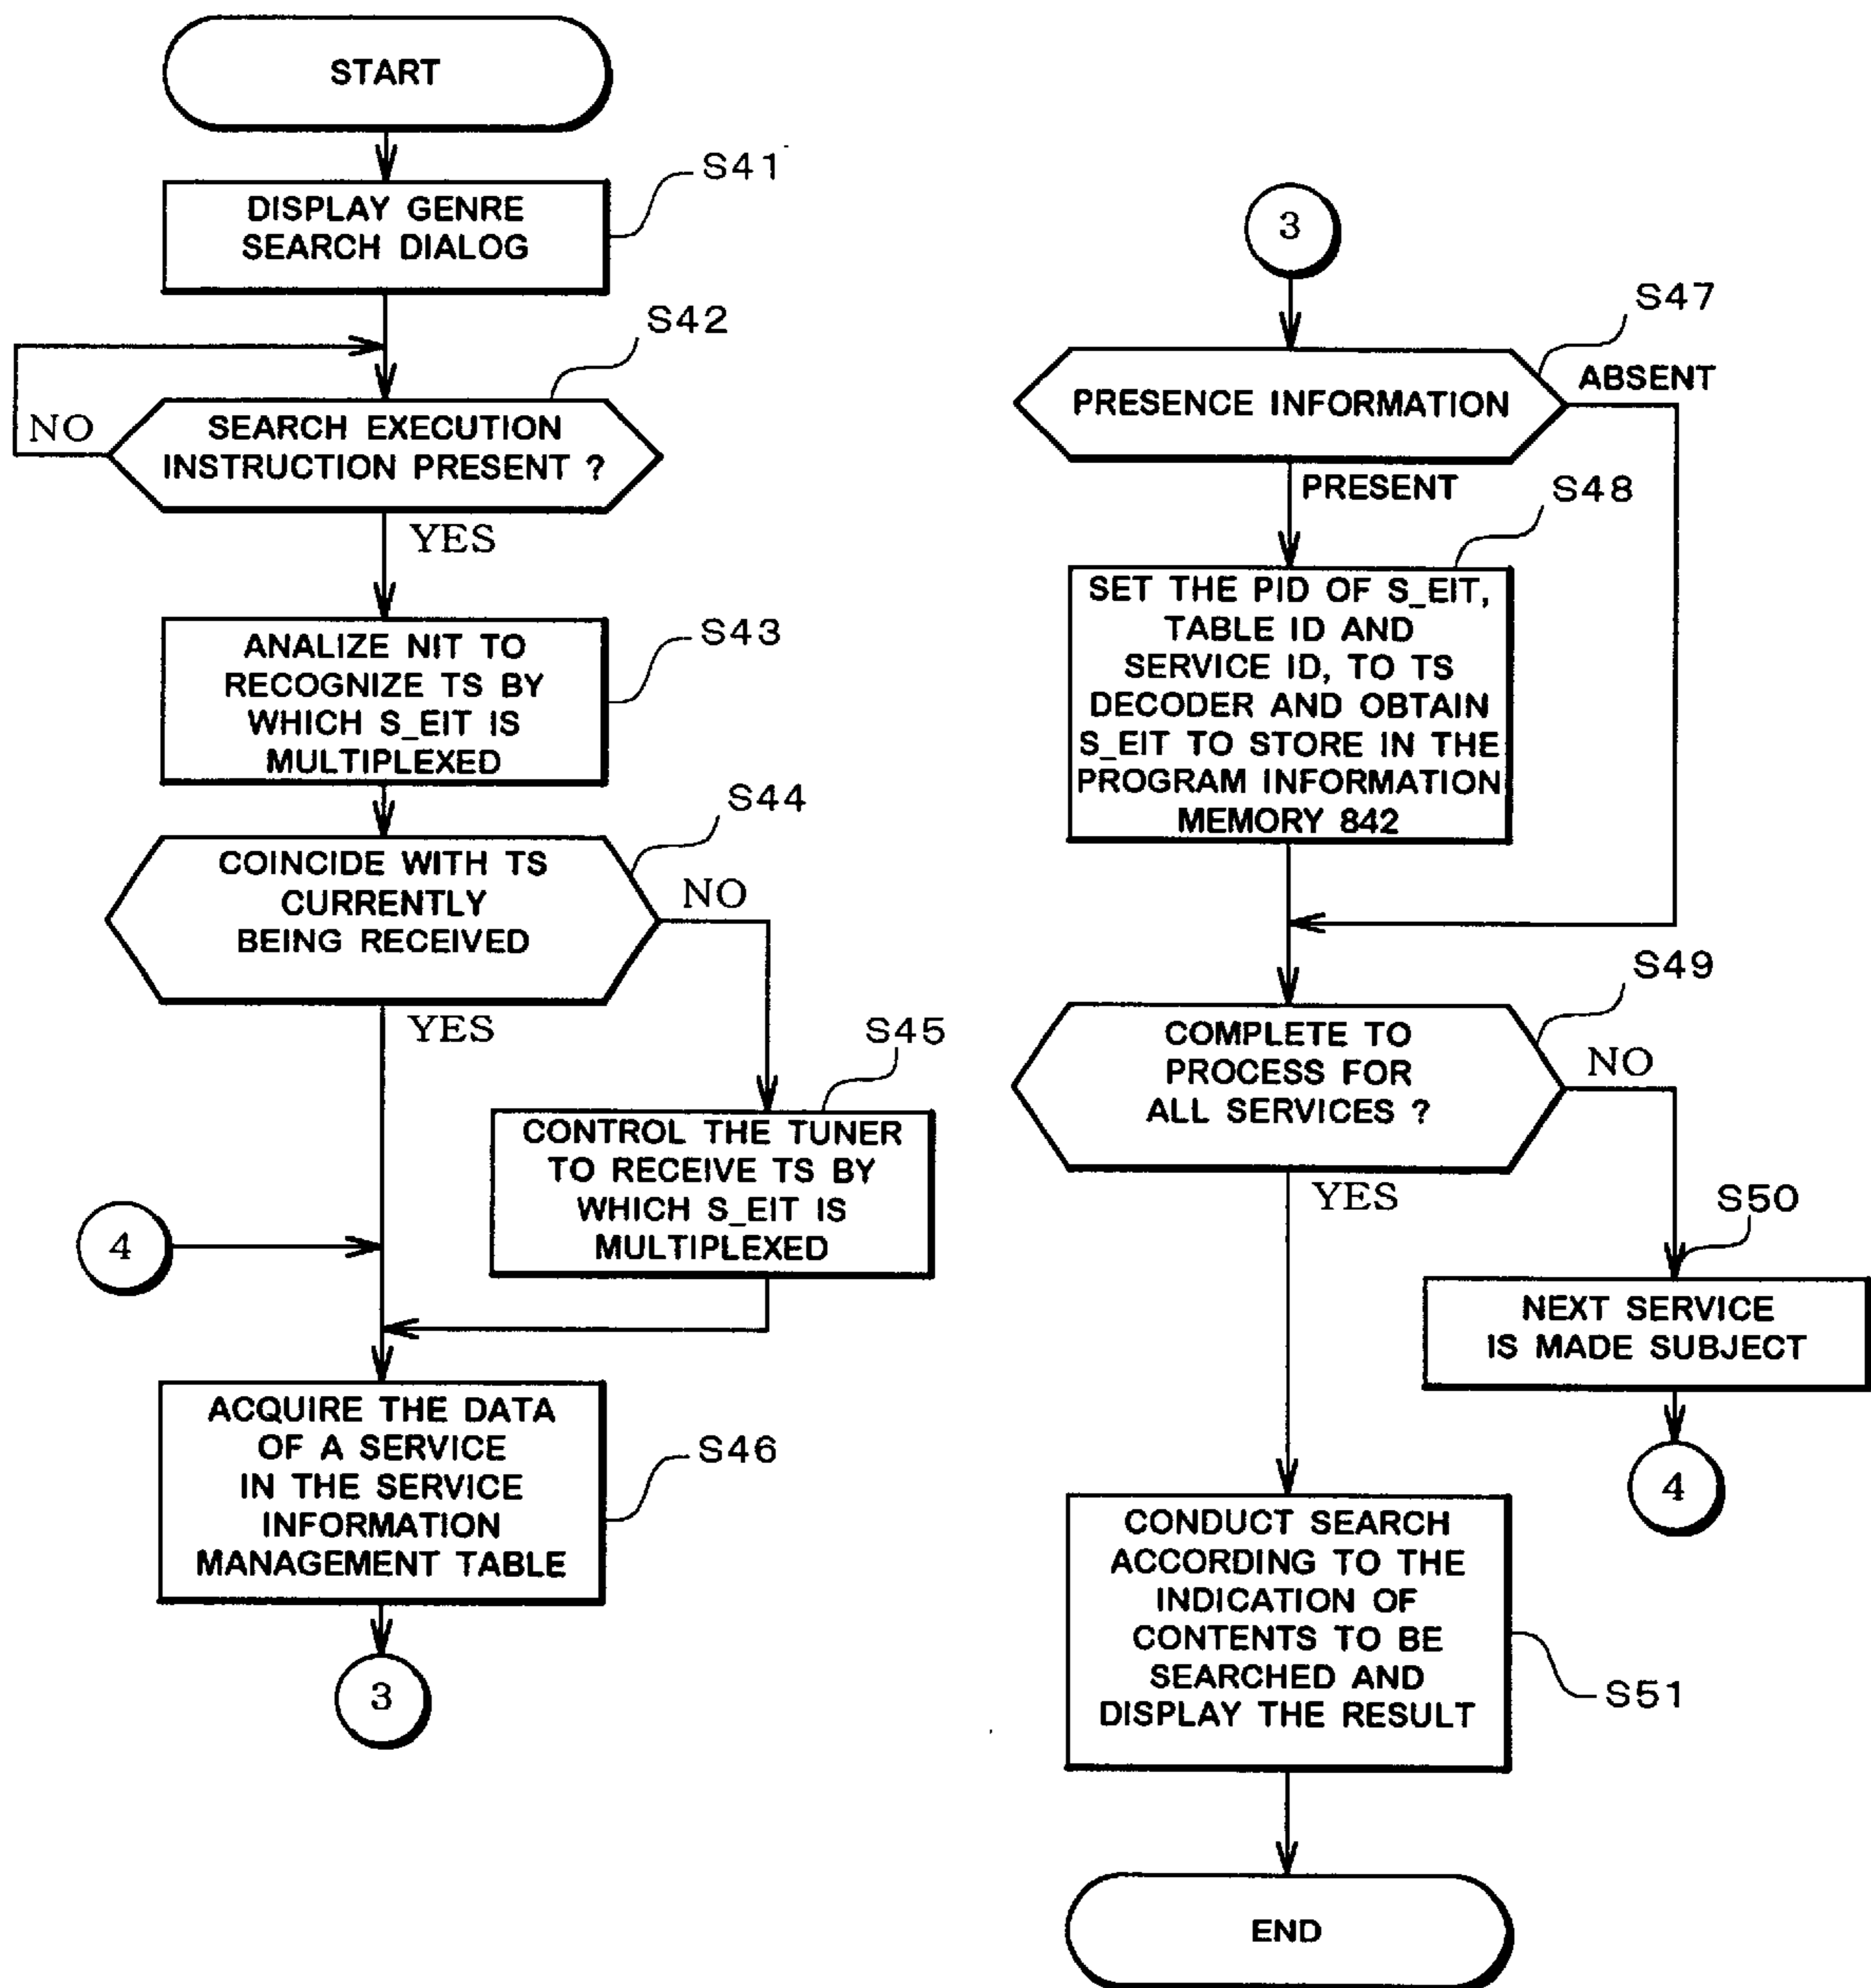 START
S41
DISPLAY GENRE
SEARCH DIALOG
S42
NO
SEARCH EXECUTION
INSTRUCTION PRESENT ?
YES
S43
ANALIZE NIT TO
RECOGNIZE TS BY
WHICH S_EIT IS
MULTIPLEXED
S44
COINCIDE WITH TS
CURRENTLY
BEING RECEIVED
NO
YES
S45
CONTROL THE TUNER
TO RECEIVE TS BY
WHICH S_EIT IS
MULTIPLEXED
4
ACQUIRE THE DATA
OF A SERVICE
IN THE SERVICE
INFORMATION
MANAGEMENT TABLE
S46
3
3
S47
PRESENCE INFORMATION
ABSENT
PRESENT
S48
SET THE PID OF S_EIT,
TABLE ID AND
SERVICE ID, TO TS
DECODER AND OBTAIN
S_EIT TO STORE IN THE
PROGRAM INFORMATION
MEMORY 842
S49
COMPLETE TO
PROCESS FOR
ALL SERVICES ?
NO
YES
S50
NEXT SERVICE
IS MADE SUBJECT
4
CONDUCT SEARCH
ACCORDING TO THE
INDICATION OF
CONTENTS TO BE
SEARCHED AND
DISPLAY THE RESULT
S51
END